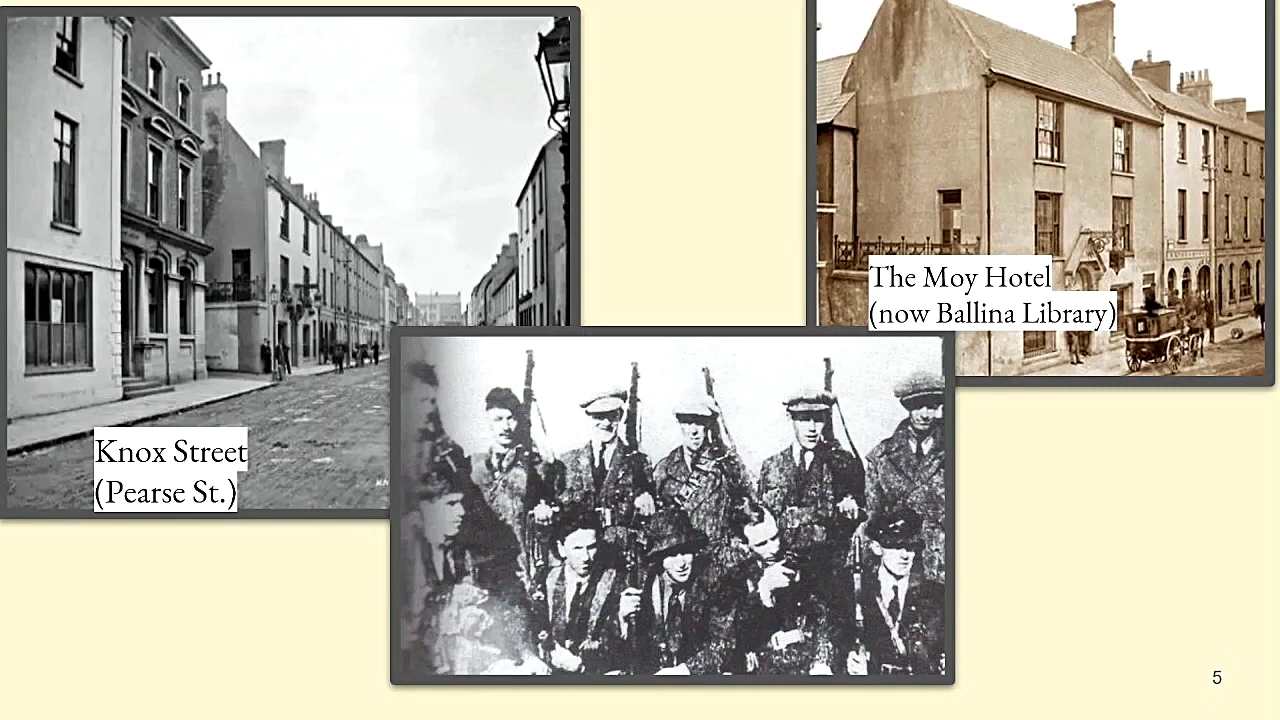 Knox Street
(Pearse St.)
The Moy Hotel
(now Ballina Library)
5